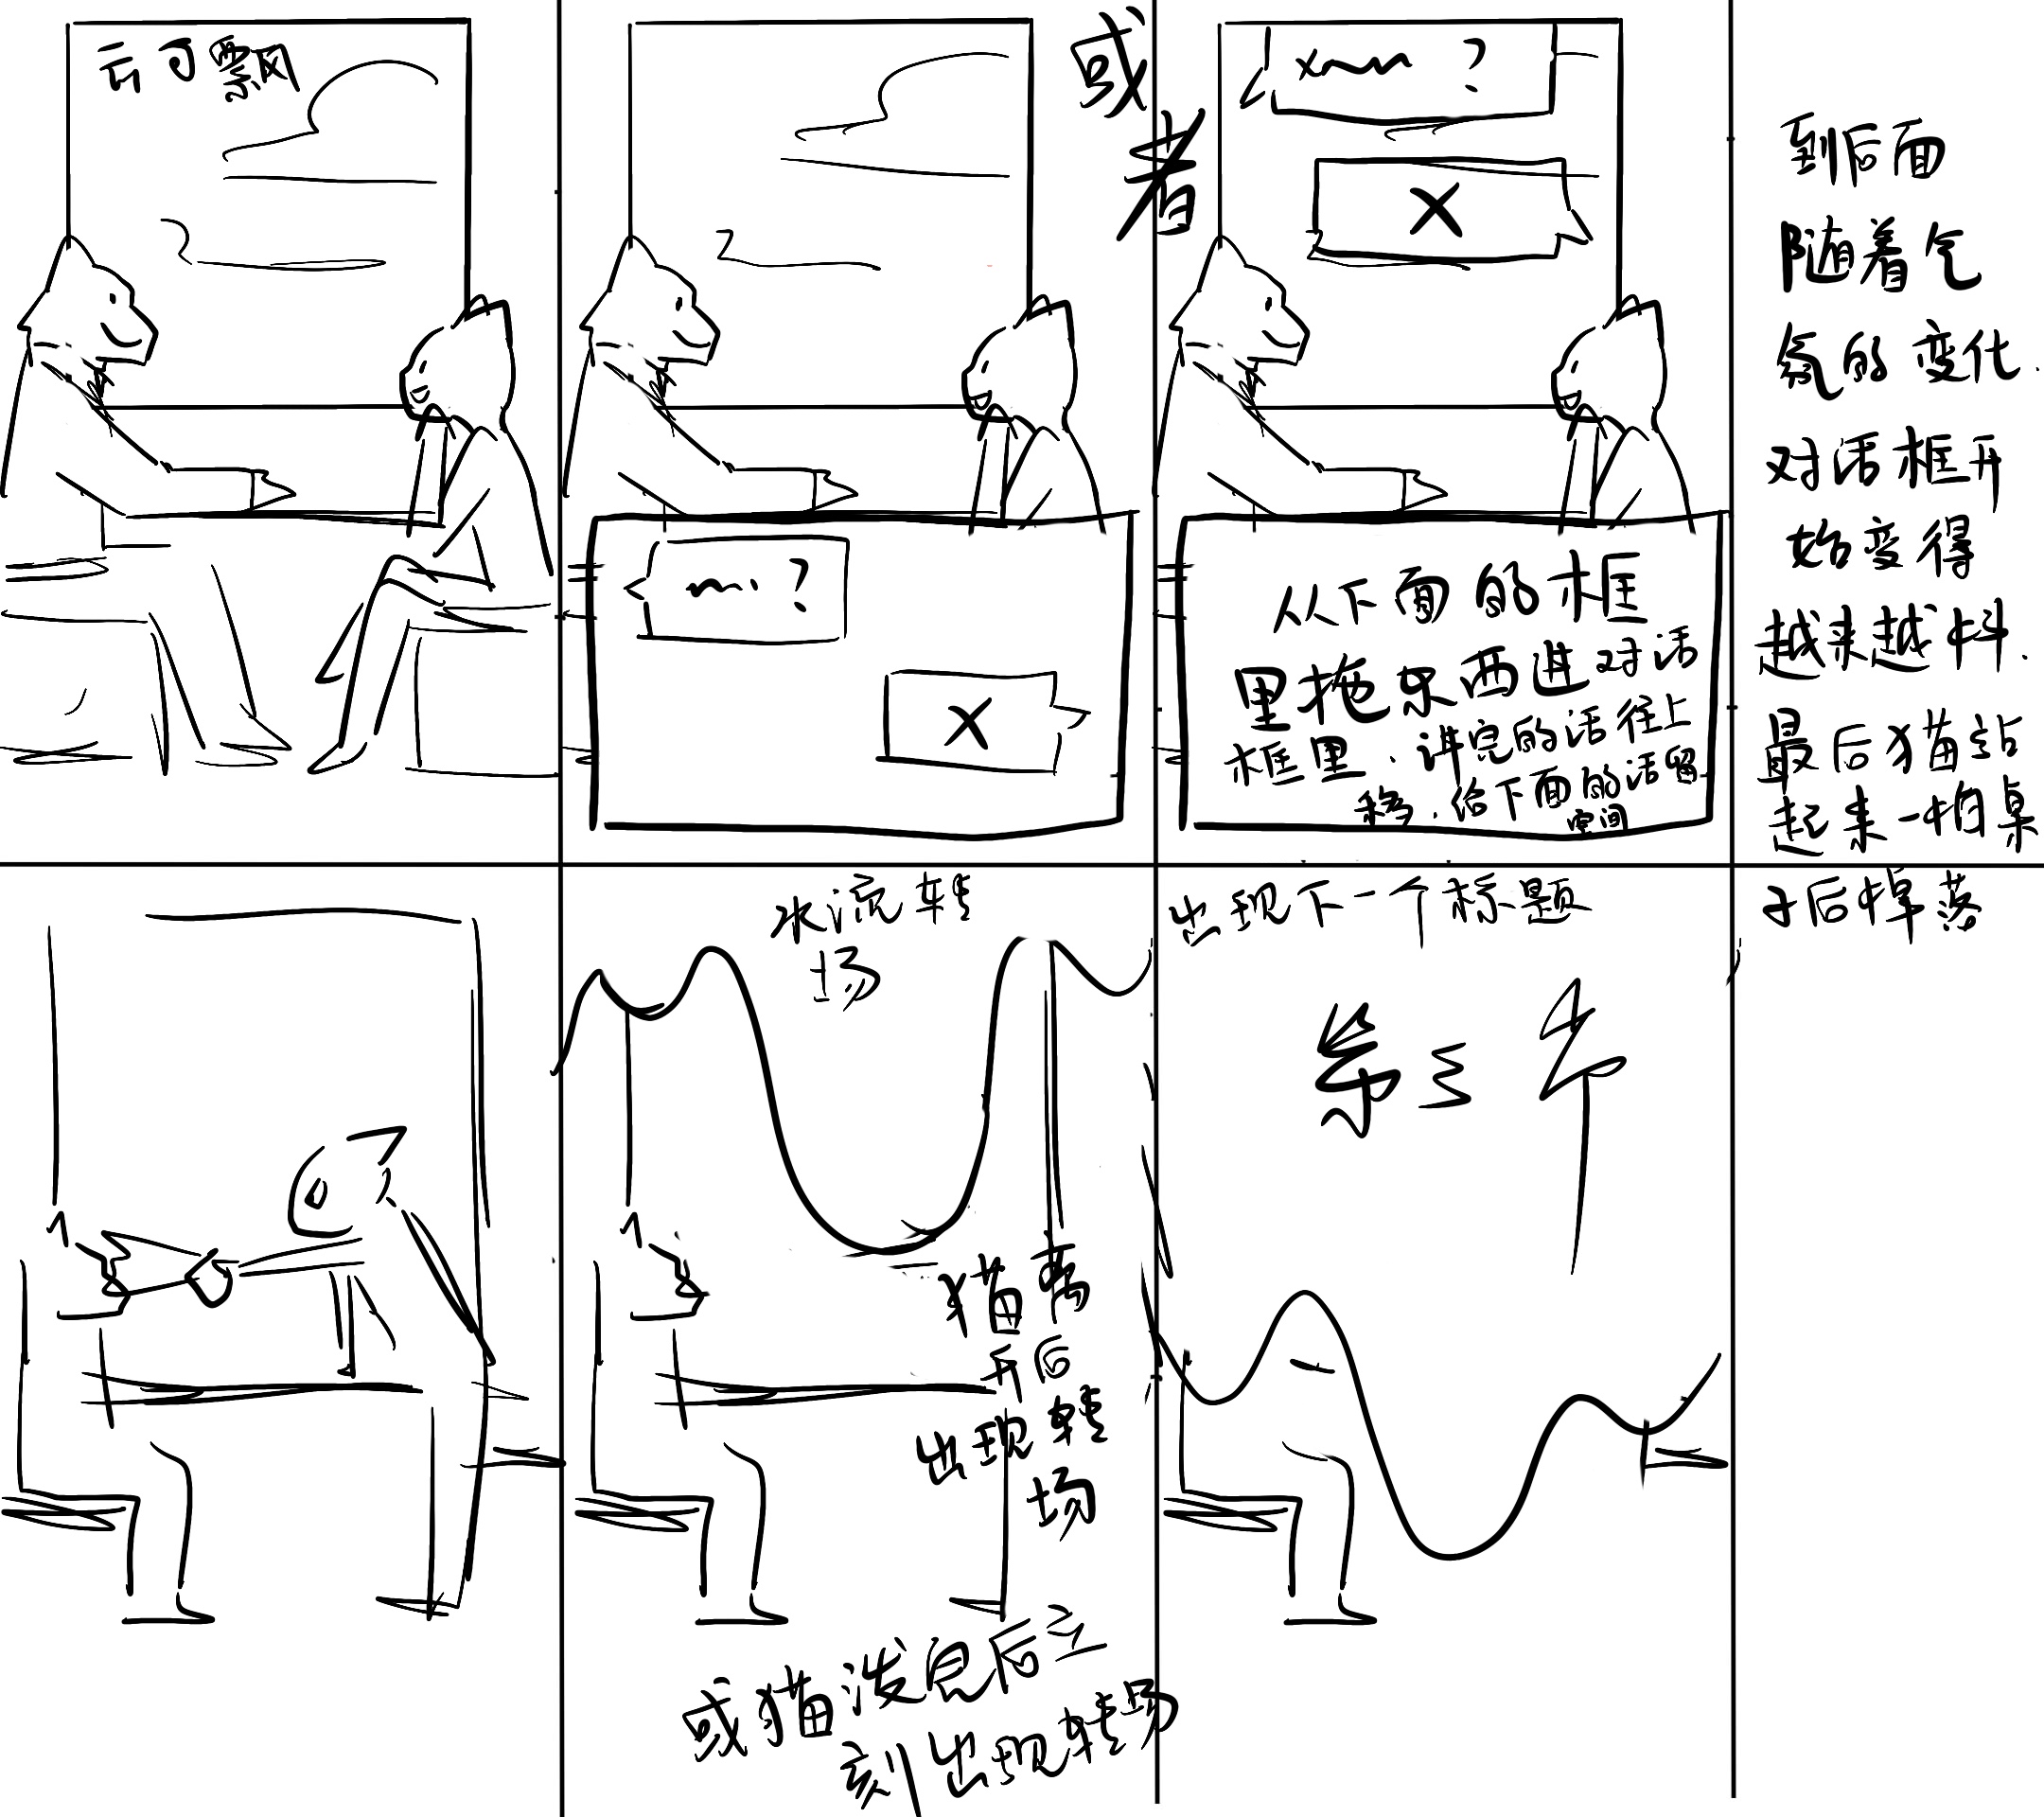 云可飘风
或
者
~~~?
X
x~~~?
X
从下面的框
里拖东西进对话
框里,讲完的话往上
移,给下面的话留
空间
到后面
随着气
氛的变化.
对话框开
始变得
越来越抖.
最后猫站
起来一拍桌
子后掉落
水流转
场
猫离
开后
出现转
场
或猫泼完后立
刻出现转场
出现下一个标题
第三个